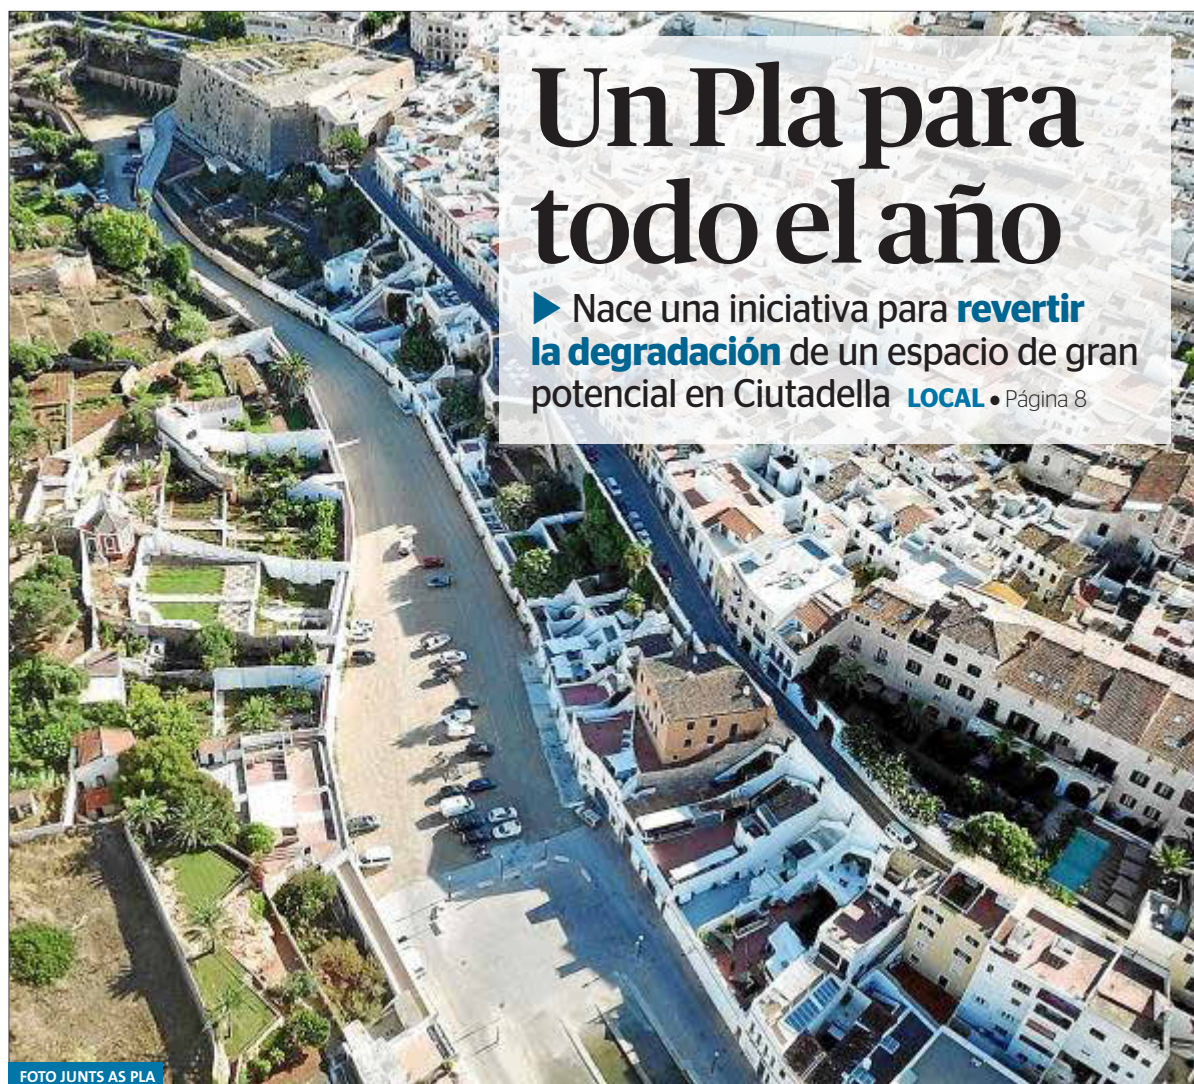 Un Pla para
todo el año
▶ Nace una iniciativa para revertir
la degradación de un espacio de gran
potencial en Ciutadella LOCAL • Página 8
FOTO JUNTS AS PLA